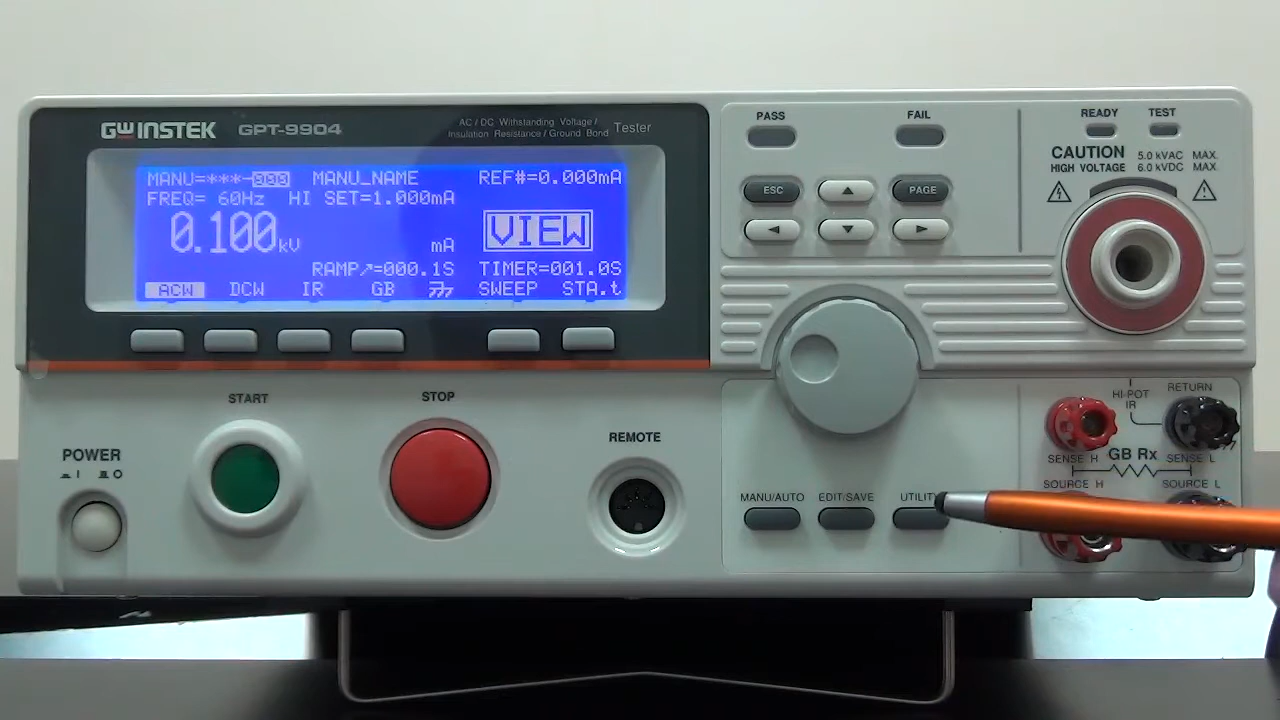 GWINSTEK GPT-9904
AC / DC Withstanding Voltage /
Insulation Resistance / Ground Bond Tester
MANU=***-000 MANU_NAME REF#=0.000mA
FREQ= 60Hz HI SET=1.000mA
0.100kV mA VIEW
RAMP↗=000.1S TIMER=001.0S
ACW DCW IR GB SWEEP STA.t
PASS
FAIL
READY
TEST
CAUTION 5.0 kVAC MAX.
HIGH VOLTAGE 6.0 kVDC MAX.
ESC
PAGE
START
STOP
POWER
I O
REMOTE
MANU/AUTO
EDIT/SAVE
UTILITY
HI-POT
IR
RETURN
SENSE H
SENSE L
GB Rx
SOURCE H
SOURCE L